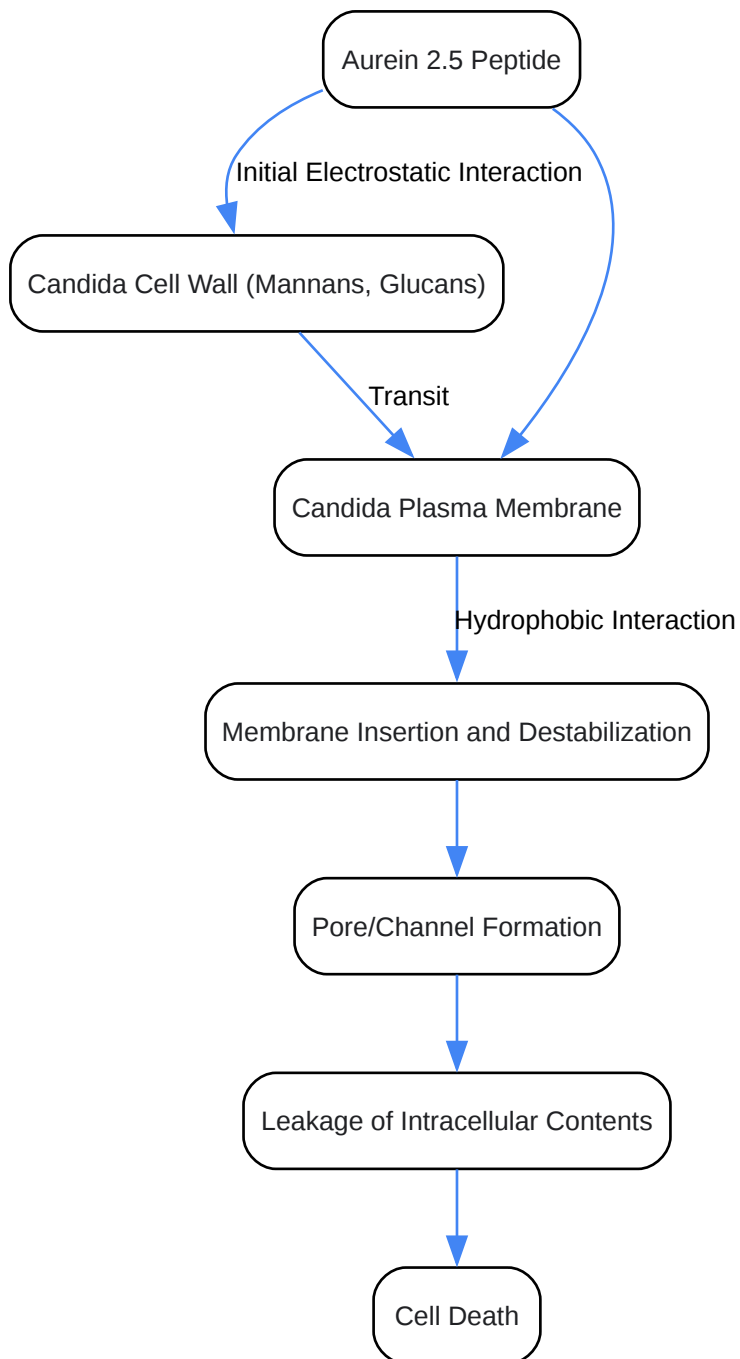 Aurein 2.5 Peptide
Initial Electrostatic Interaction
Candida Cell Wall (Mannans, Glucans)
Transit
Candida Plasma Membrane
Hydrophobic Interaction
Membrane Insertion and Destabilization
Pore/Channel Formation
Leakage of Intracellular Contents
Cell Death